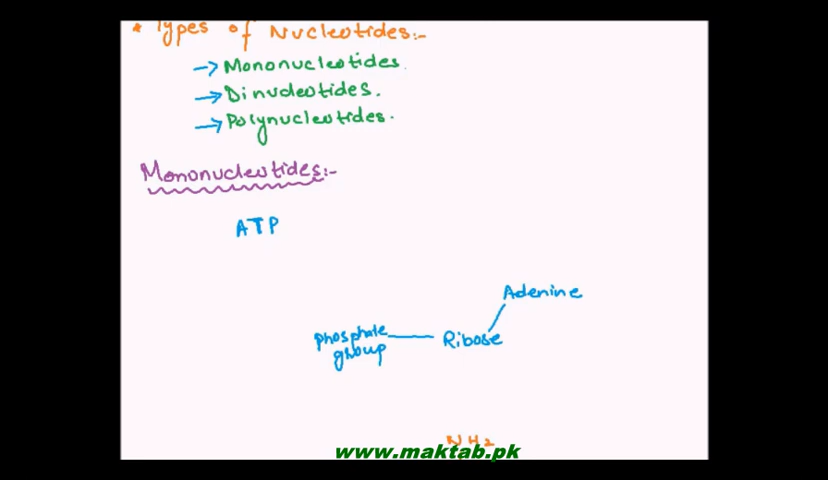 * Types of Nucleotides:-
→ Mononucleotides.
→ Dinucleotides.
→ Polynucleotides.
Mononucleotides:-
ATP
Adenine
phosphate group
Ribose
NH2
www.maktab.pk